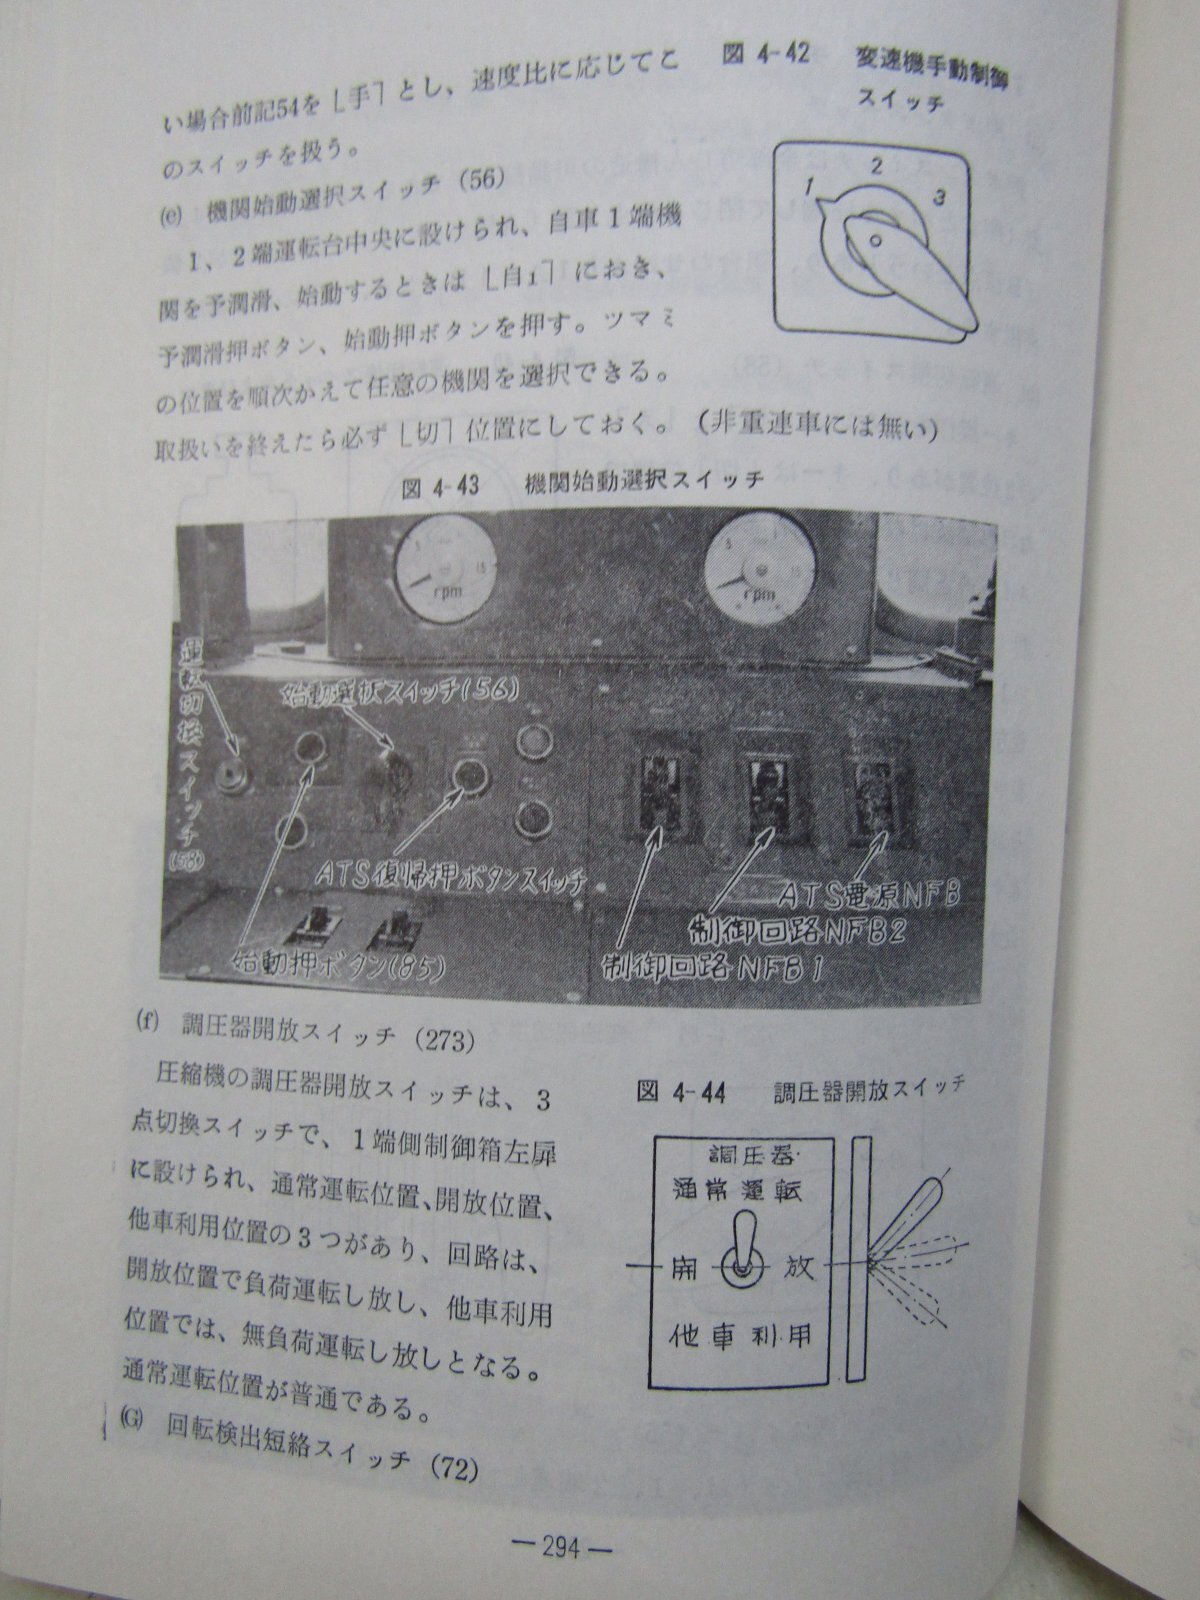 い場合前記54を⌊手⌉とし、速度比に応じてこ
のスイッチを扱う。
図 4-42 変速機手動制御
スイッチ
1
2
3
(e) 機関始動選択スイッチ (56)
1、2端運転台中央に設けられ、自車1端機
関を予潤滑、始動するときは⌊自1⌉におき、
予潤滑押ボタン、始動押ボタンを押す。ツマミ
の位置を順次かえて任意の機関を選択できる。
取扱いを終えたら必ず⌊切⌉位置にしておく。(非重連車には無い)
図 4-43 機関始動選択スイッチ
5
15
rpm
5
15
rpm
運転切換スイッチ(58)
始動選択スイッチ(56)
ATS復帰押ボタンスイッチ
始動押ボタン(85)
ATS電源NFB
制御回路NFB2
制御回路NFB1
(f) 調圧器開放スイッチ (273)
圧縮機の調圧器開放スイッチは、3
点切換スイッチで、1端側制御箱左扉
に設けられ、通常運転位置、開放位置、
他車利用位置の3つがあり、回路は、
開放位置で負荷運転し放し、他車利用
位置では、無負荷運転し放しとなる。
通常運転位置が普通である。
図 4-44 調圧器開放スイッチ
調圧器
通常運転
開 放
他車利用
(G) 回転検出短絡スイッチ (72)
—294—